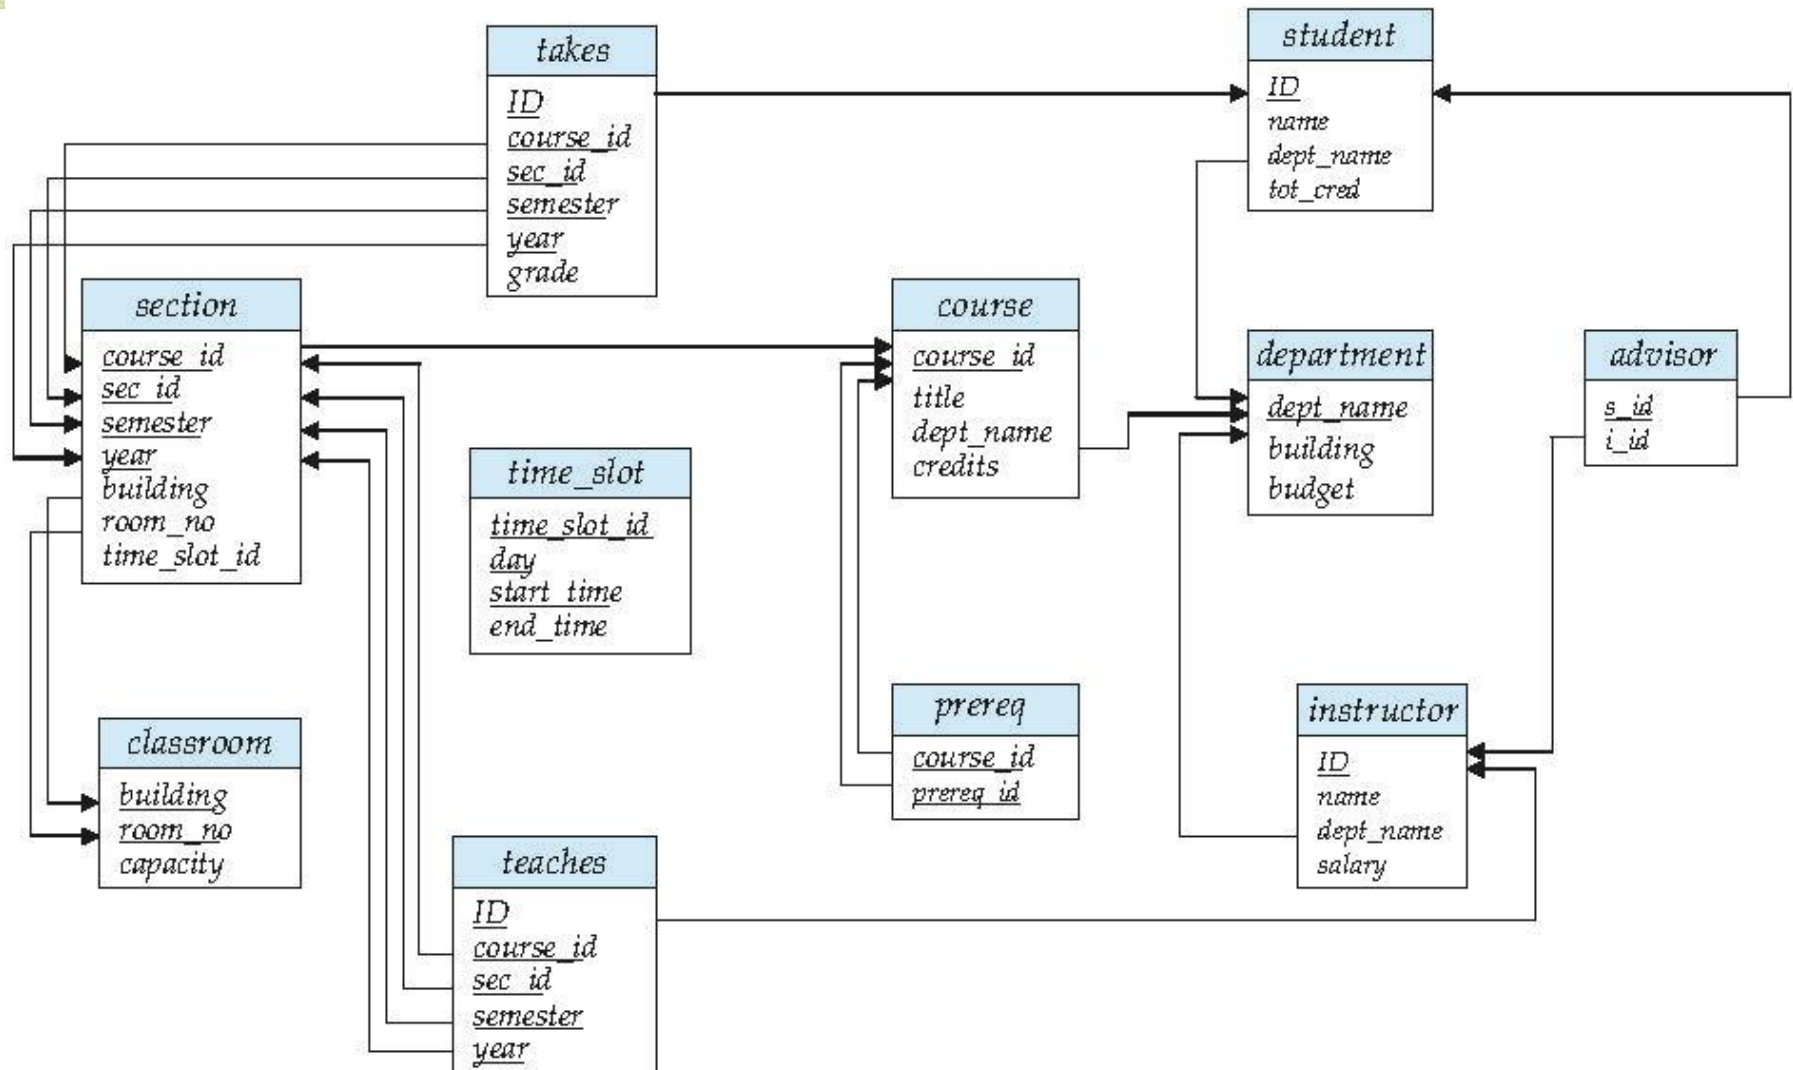 takes
ID
course_id
sec_id
semester
year
grade
student
ID
name
dept_name
tot_cred
section
course_id
sec_id
semester
year
building
room_no
time_slot_id
course
course_id
title
dept_name
credits
department
dept_name
building
budget
advisor
s_id
i_id
time_slot
time_slot_id
day
start_time
end_time
prereq
course_id
prereq_id
instructor
ID
name
dept_name
salary
classroom
building
room_no
capacity
teaches
ID
course_id
sec_id
semester
year